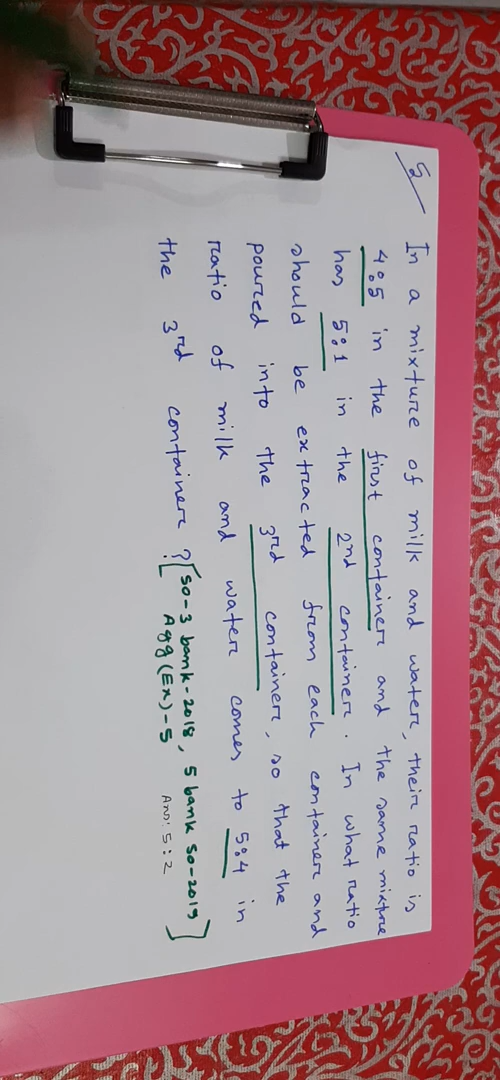 5
In a mixture of milk and water, their ratio is
4:5 in the first container and the same mixture
has 5:1 in the 2nd container. In what ratio
should be extracted from each container and
poured into the 3rd container, so that the
ratio of milk and water comes to 5:4 in
the 3rd container? [SO-3 bank-2018, 5 bank SO-2019]
Agg(Ex)-5 Ans: 5:2